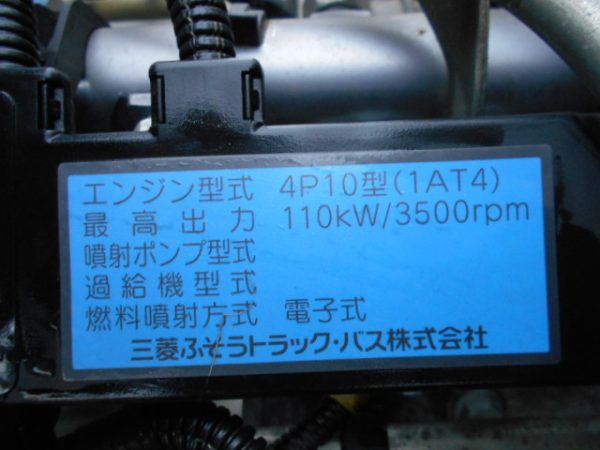 エンジン型式 4P10型(1AT4)
最高出力 110kW/3500rpm
噴射ポンプ型式
過給機型式
燃料噴射方式 電子式
三菱ふそうトラック・バス株式会社